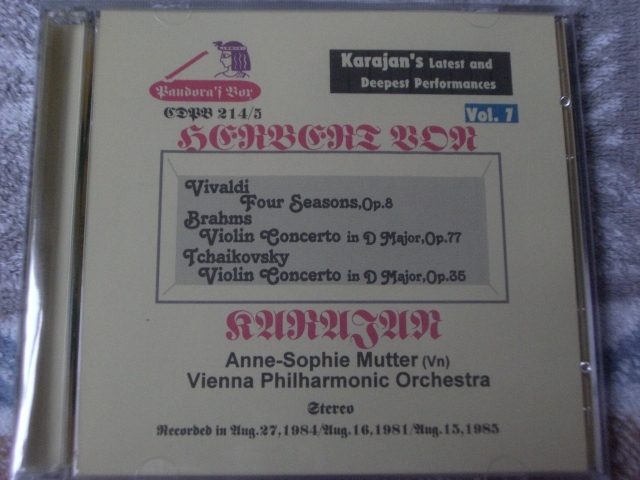 Pandora's Box
CDPB 214/5
Karajan's Latest and
Deepest Performances
Vol. 7
HERBERT VON
Vivaldi
Four Seasons,Op.8
Brahms
Violin Concerto in D Major,Op.77
Tchaikovsky
Violin Concerto in D Major,Op.35
KARAJAN
Anne-Sophie Mutter (Vn)
Vienna Philharmonic Orchestra
Stereo
Recorded in Aug.27,1984/Aug.16,1981/Aug.15,1985